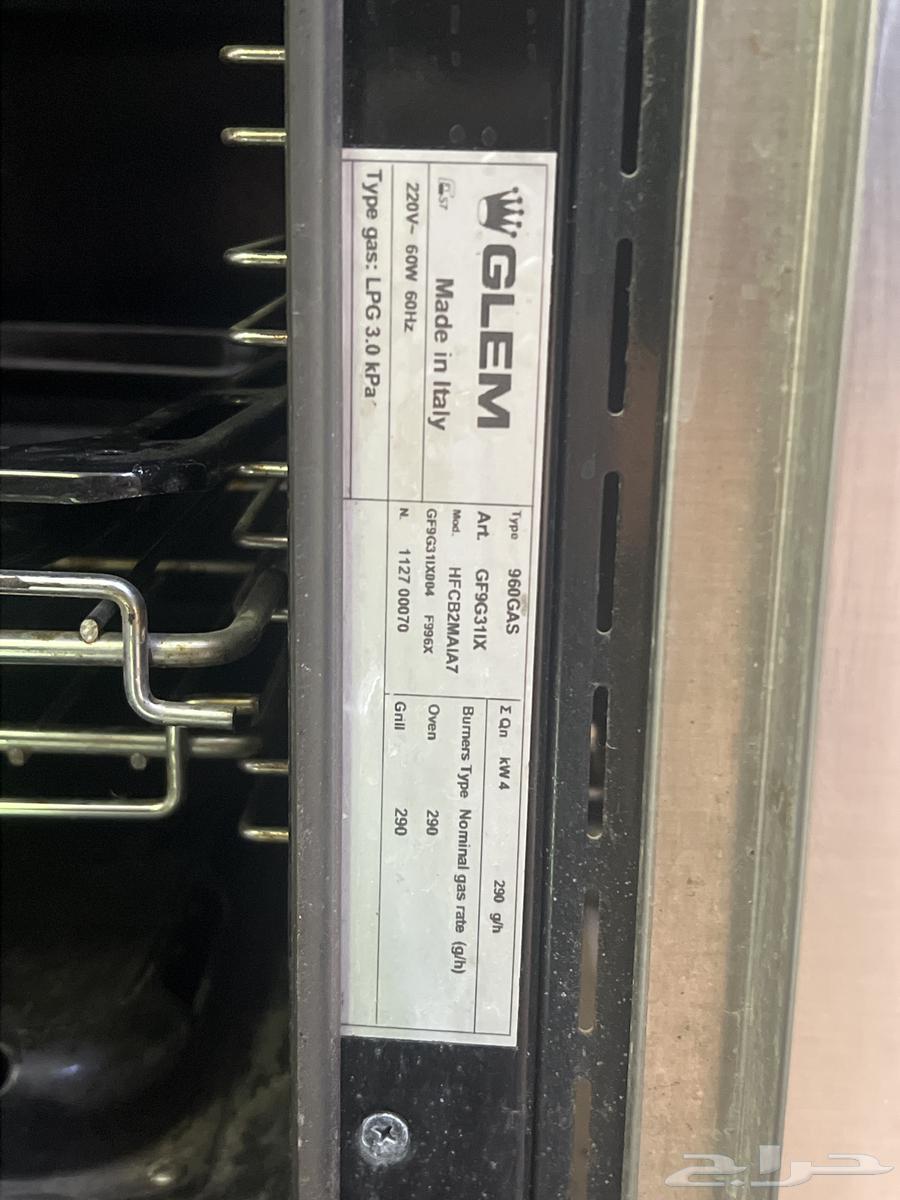 GLEM
Made in Italy
220V~ 60W 60Hz
Type gas: LPG 3.0 kPa
Type 960GAS
Art. GF9G31IX
Mod. HFCB2MAIA7
GF9G31IX004 F996X
N. 1127 00070
Σ Qn kW 4 290 g/h
Burners Type Nominal gas rate (g/h)
Oven 290
Grill 290
حراج